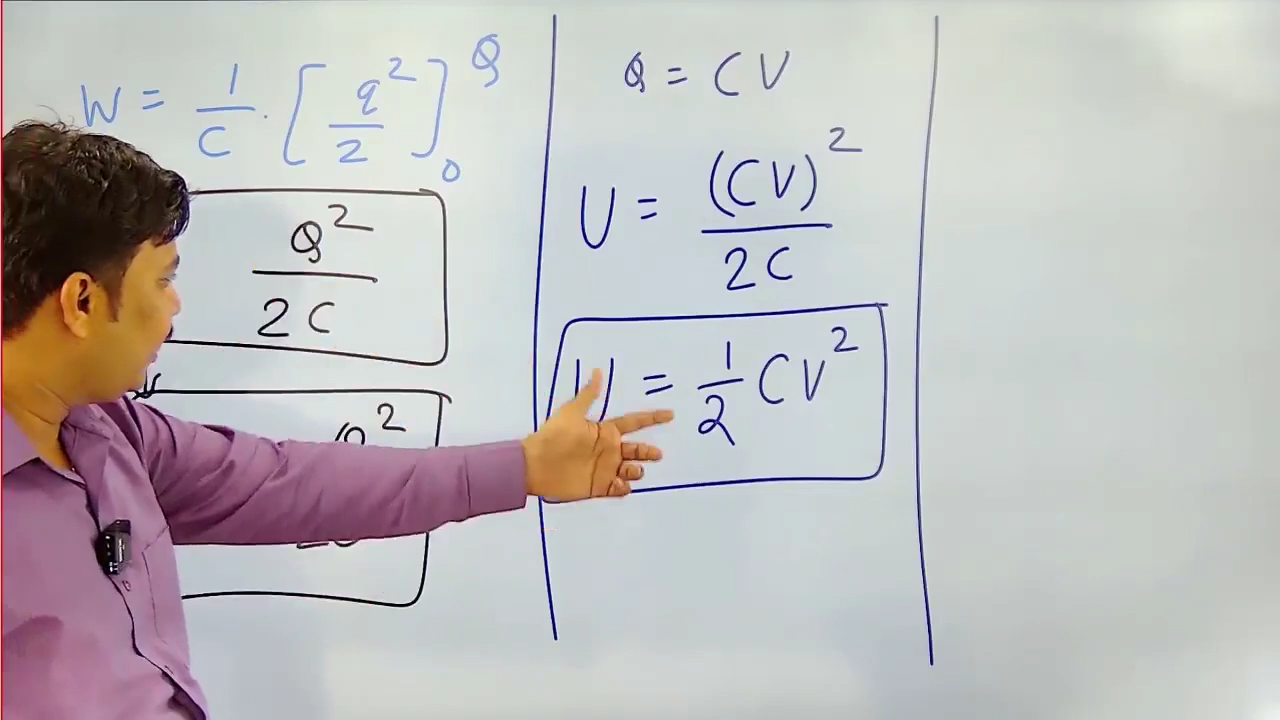 W = 1/C · [q²/2]₀^Q
Q²/2C
Q = CV
U = (CV)²/2C
U = 1/2 CV²